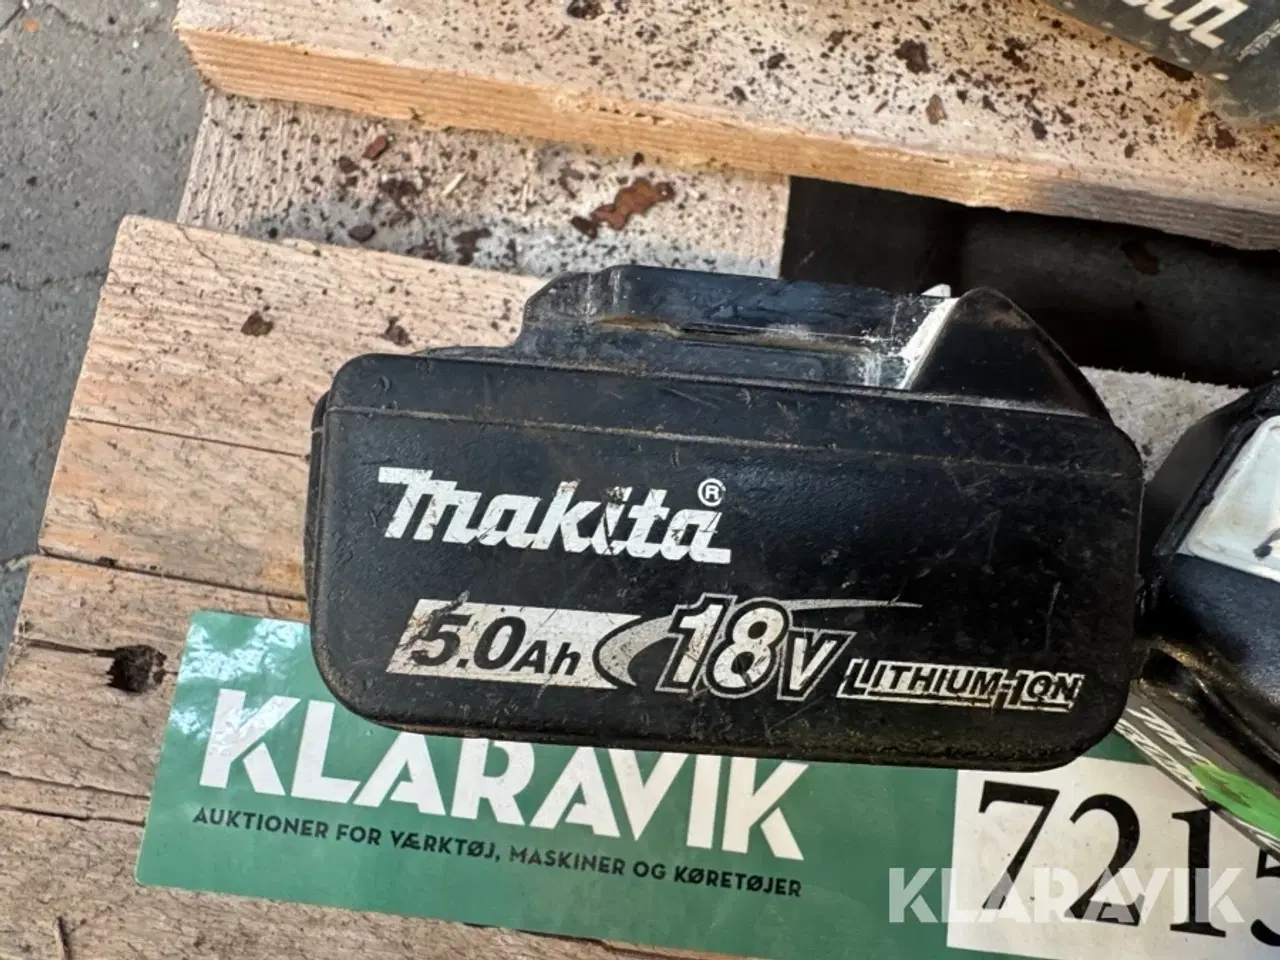 makita®
5.0Ah 18V LITHIUM-ION
KLARAVIK
AUKTIONER FOR VÆRKTØJ, MASKINER OG KØRETØJER
7215
KLARAVIK